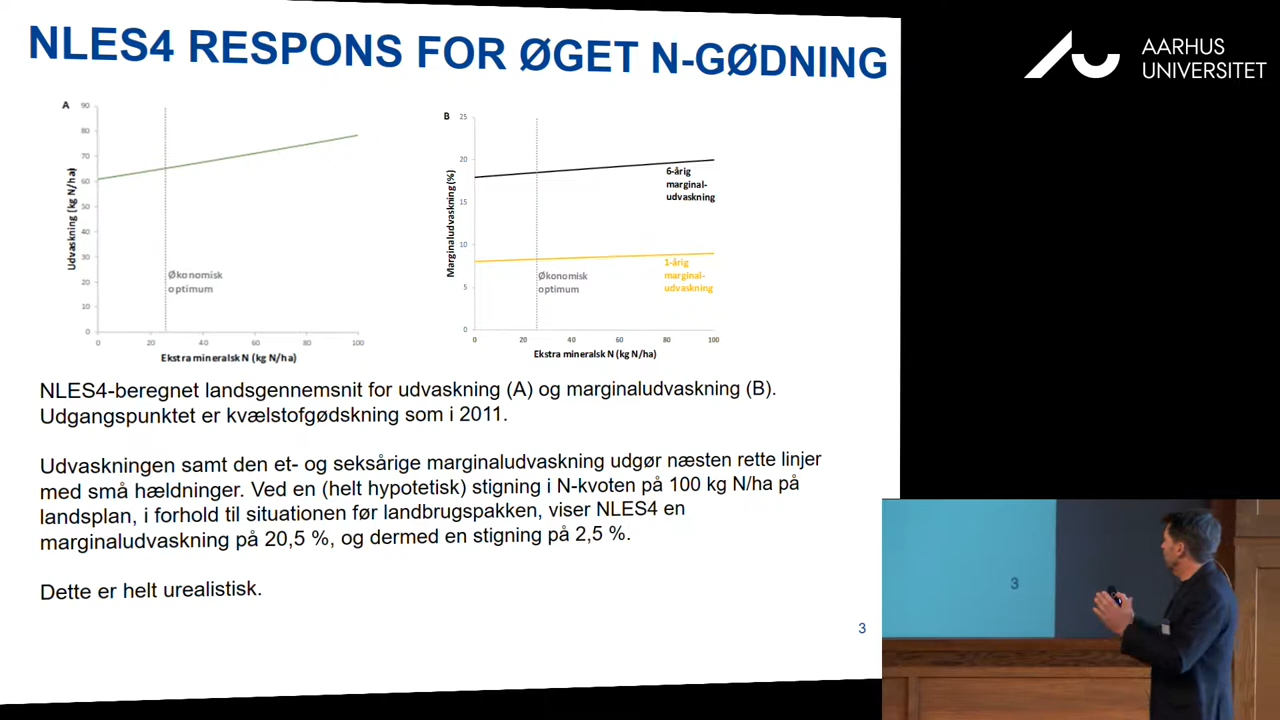 NLES4 RESPONS FOR ØGET N-GØDNING
AARHUS
UNIVERSITET
A
90
80
70
60
50
40
30
20
10
0
Udvaskning (kg N/ha)
Økonomisk
optimum
0 20 40 60 80 100
Ekstra mineralsk N (kg N/ha)
B
25
20
15
10
5
0
Marginaludvaskning (%)
6-årig
marginal-
udvaskning
1-årig
marginal-
udvaskning
Økonomisk
optimum
0 20 40 60 80 100
Ekstra mineralsk N (kg N/ha)
NLES4-beregnet landsgennemsnit for udvaskning (A) og marginaludvaskning (B).
Udgangspunktet er kvælstofgødskning som i 2011.
Udvaskningen samt den et- og seksårige marginaludvaskning udgør næsten rette linjer
med små hældninger. Ved en (helt hypotetisk) stigning i N-kvoten på 100 kg N/ha på
landsplan, i forhold til situationen før landbrugspakken, viser NLES4 en
marginaludvaskning på 20,5 %, og dermed en stigning på 2,5 %.
Dette er helt urealistisk.
3
3